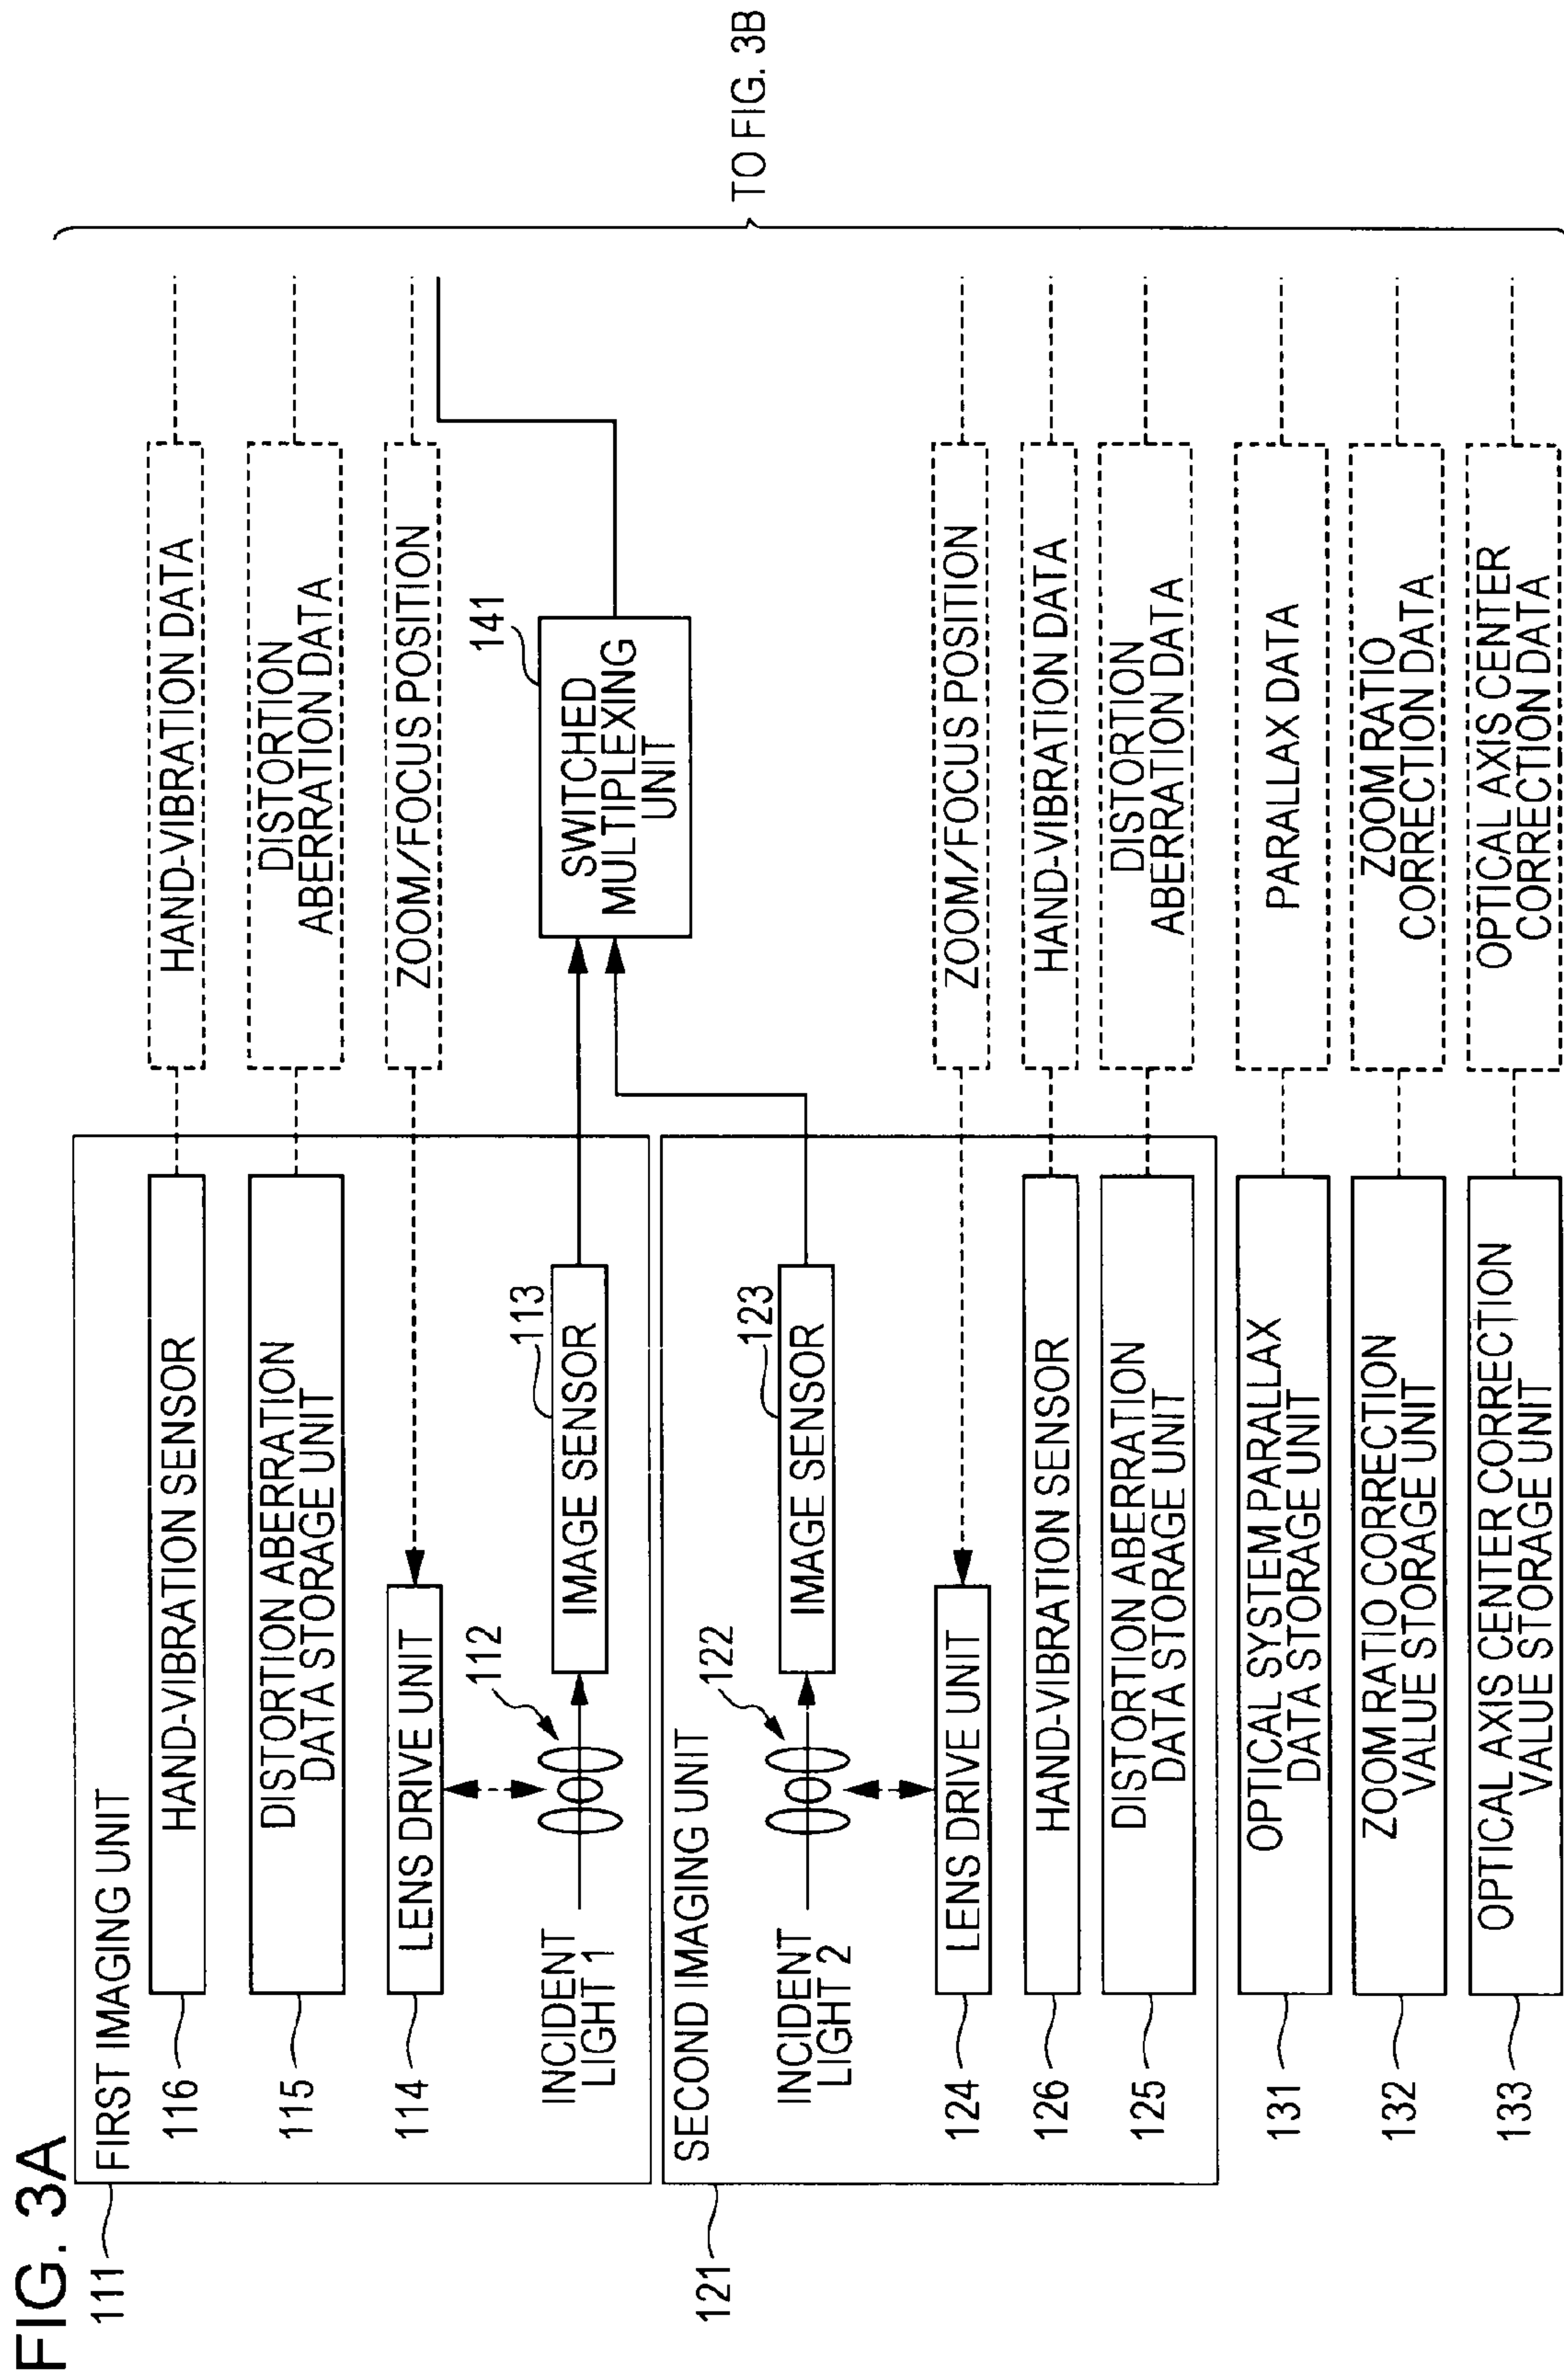 FIG. 3A
111
FIRST IMAGING UNIT
116
HAND-VIBRATION SENSOR
HAND-VIBRATION DATA
115
DISTORTION ABERRATION
DATA STORAGE UNIT
DISTORTION
ABERRATION DATA
114
LENS DRIVE UNIT
ZOOM/FOCUS POSITION
112
INCIDENT
LIGHT 1
113
IMAGE SENSOR
141
SWITCHED
MULTIPLEXING
UNIT
TO FIG. 3B
121
SECOND IMAGING UNIT
122
INCIDENT
LIGHT 2
123
IMAGE SENSOR
124
LENS DRIVE UNIT
ZOOM/FOCUS POSITION
126
HAND-VIBRATION SENSOR
HAND-VIBRATION DATA
125
DISTORTION ABERRATION
DATA STORAGE UNIT
DISTORTION
ABERRATION DATA
131
OPTICAL SYSTEM PARALLAX
DATA STORAGE UNIT
PARALLAX DATA
132
ZOOM RATIO CORRECTION
VALUE STORAGE UNIT
ZOOM RATIO
CORRECTION DATA
133
OPTICAL AXIS CENTER CORRECTION
VALUE STORAGE UNIT
OPTICAL AXIS CENTER
CORRECTION DATA